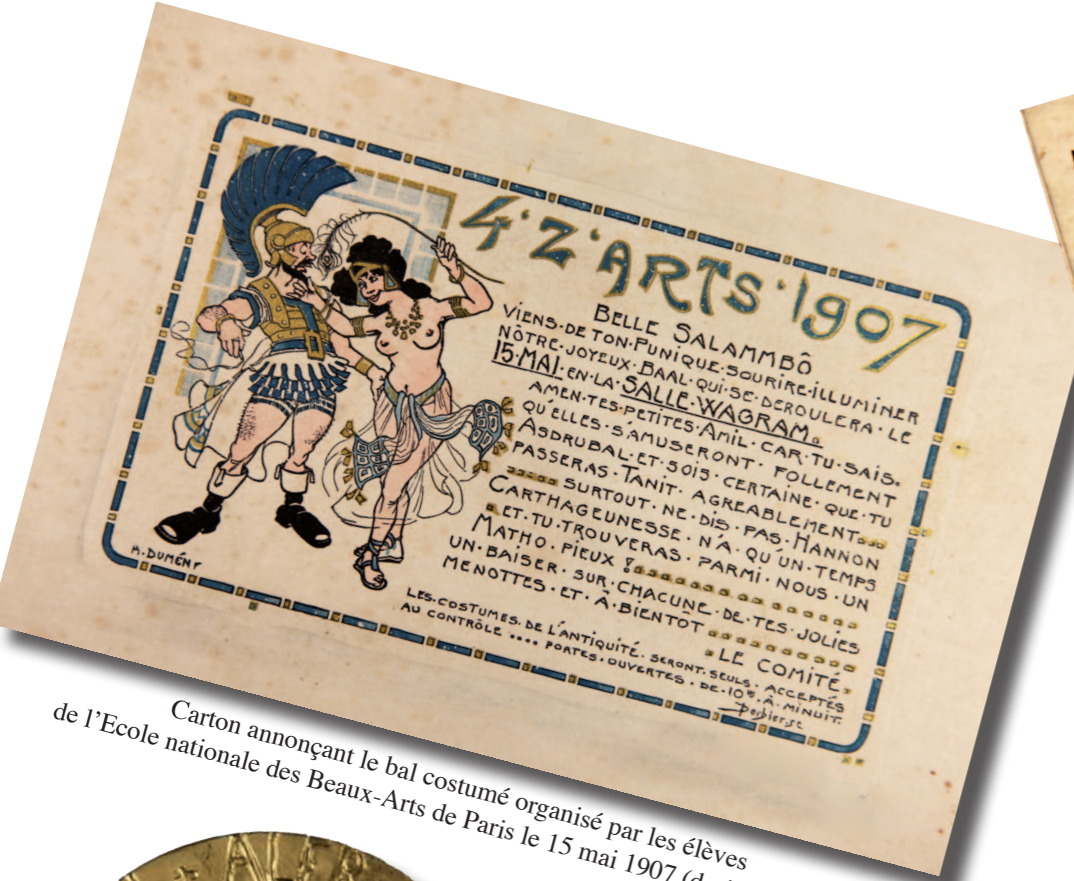 4'Z'ARTS·1907
BELLE SALAMMBÔ
VIENS·DE·TON·PUNIQUE·SOURIRE·ILLUMINER
NÔTRE·JOYEUX·BAAL·QUI·SE·DEROULERA·LE
15·MAI·EN·LA·SALLE·WAGRAM.
AMEN·TES·PETITES·AMIL·CAR·TU·SAIS.
QU'ELLES·S'AMUSERONT·FOLLEMENT
ASDRUBAL·ET·SOIS·CERTAINE·QUE·TU
PASSERAS·TANIT·AGREABLEMENT
SURTOUT·NE·DIS·PAS·HANNON
CARTHAGEUNESSE·N'A·QU'UN·TEMPS
ET·TU·TROUVERAS·PARMI·NOUS·UN
MATHO·PIEUX!
UN·BAISER·SUR·CHACUNE·DE·TES·JOLIES
MENOTTES·ET·À·BIENTÔT
LE COMITÉ
LES·COSTUMES·DE·L'ANTIQUITÉ·SERONT·SEULS·ACCEPTÉS
AU CONTRÔLE .... PORTES·OUVERTES·DE·10H·À·MINUIT.
Carton annonçant le bal costumé organisé par les élèves
de l'Ecole nationale des Beaux-Arts de Paris le 15 mai 1907